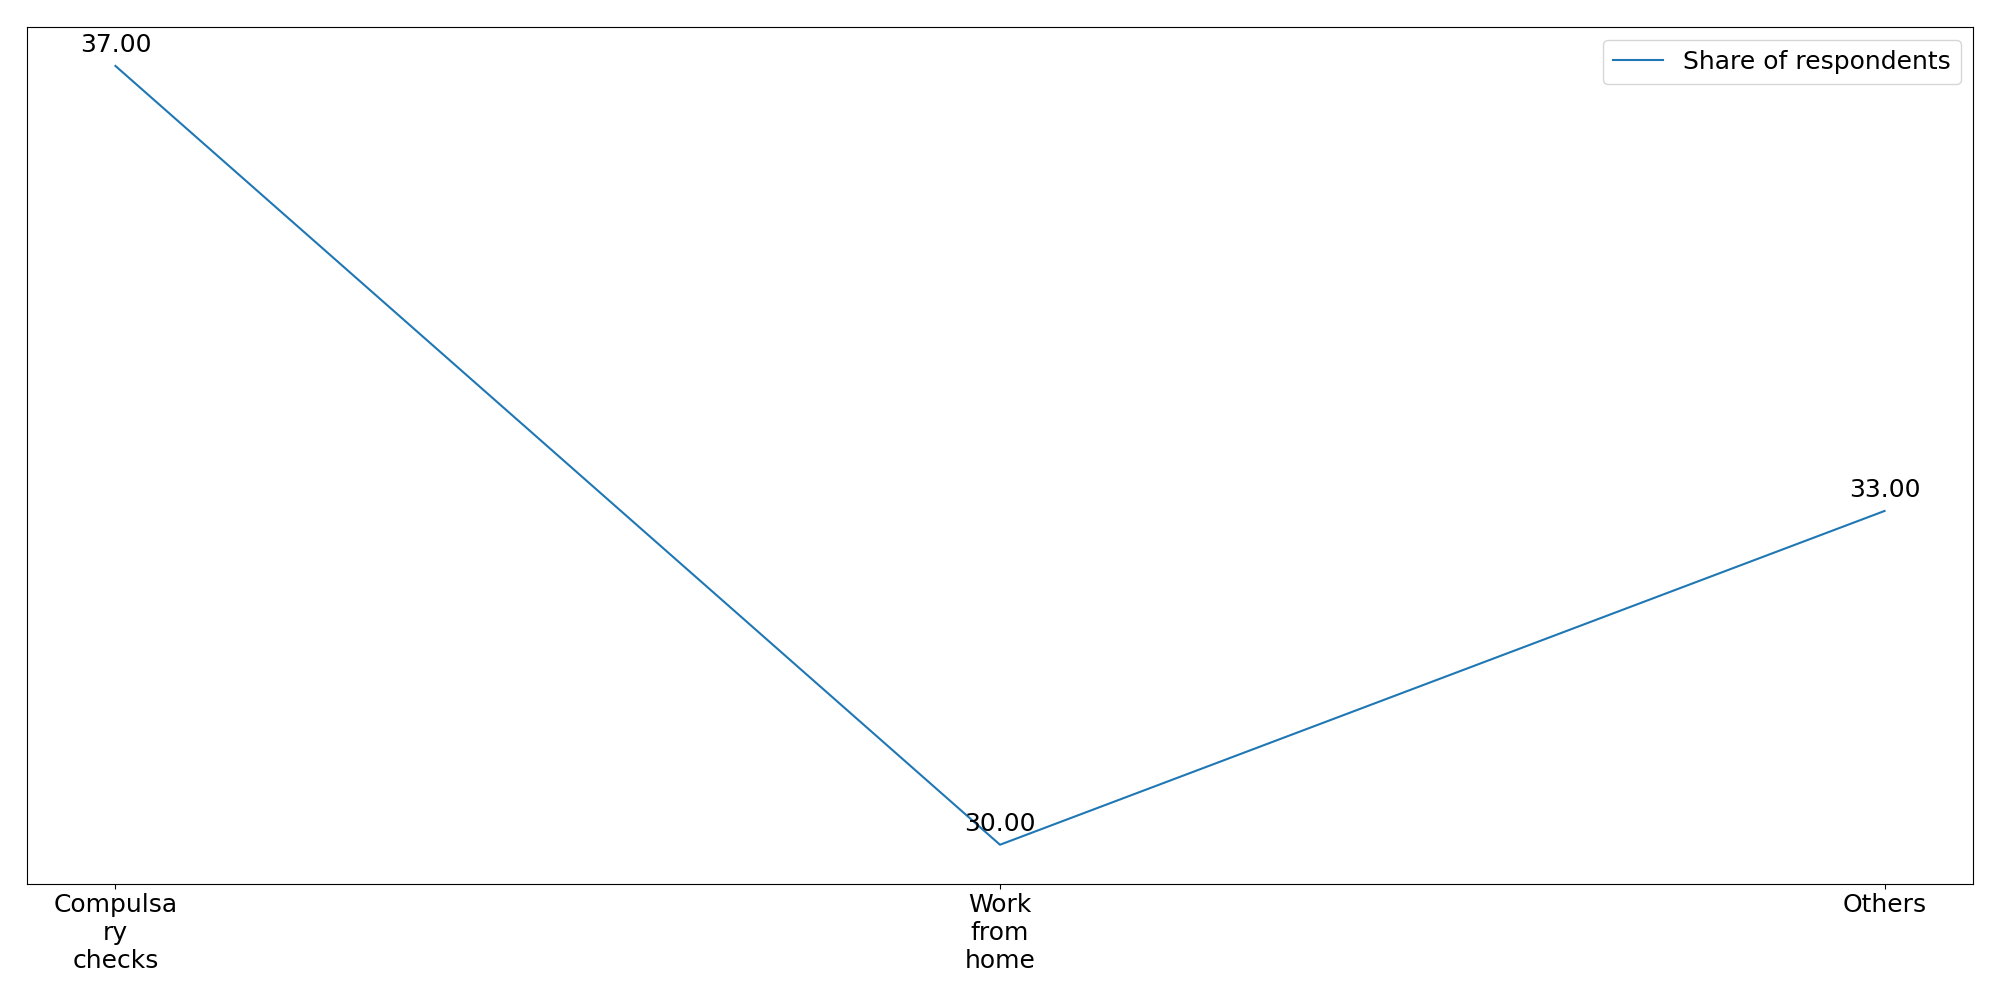 37.00
Share of respondents
33.00
30.00
Compulsa
ry
checks
Work
from
home
Others